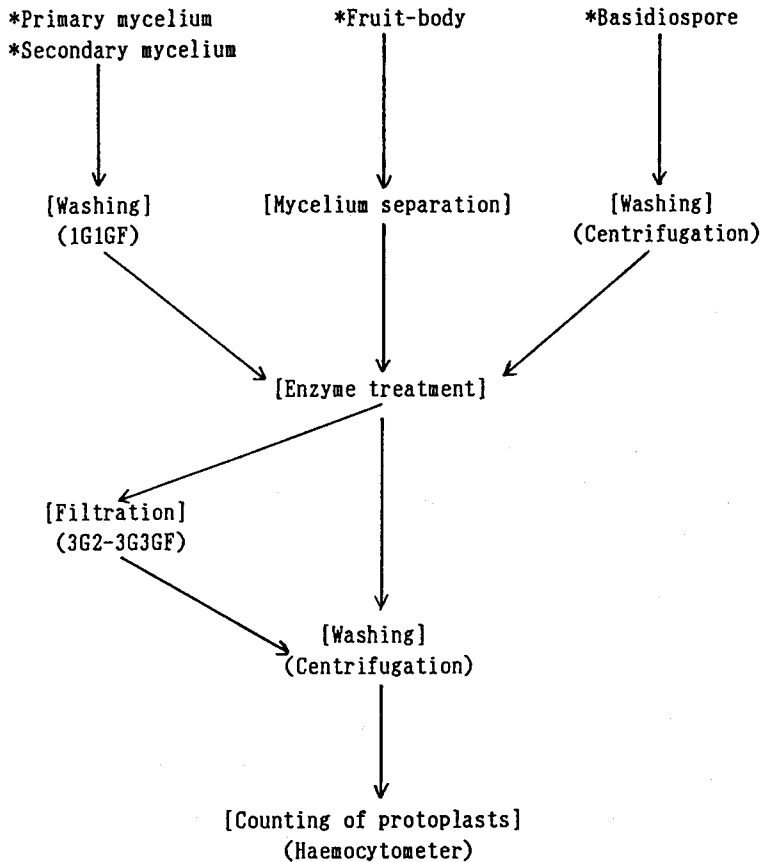 *Primary mycelium
*Secondary mycelium
*Fruit-body
*Basidiospore
[Washing]
(1G1GF)
[Mycelium separation]
[Washing]
(Centrifugation)
[Enzyme treatment]
[Filtration]
(3G2-3G3GF)
[Washing]
(Centrifugation)
[Counting of protoplasts]
(Haemocytometer)